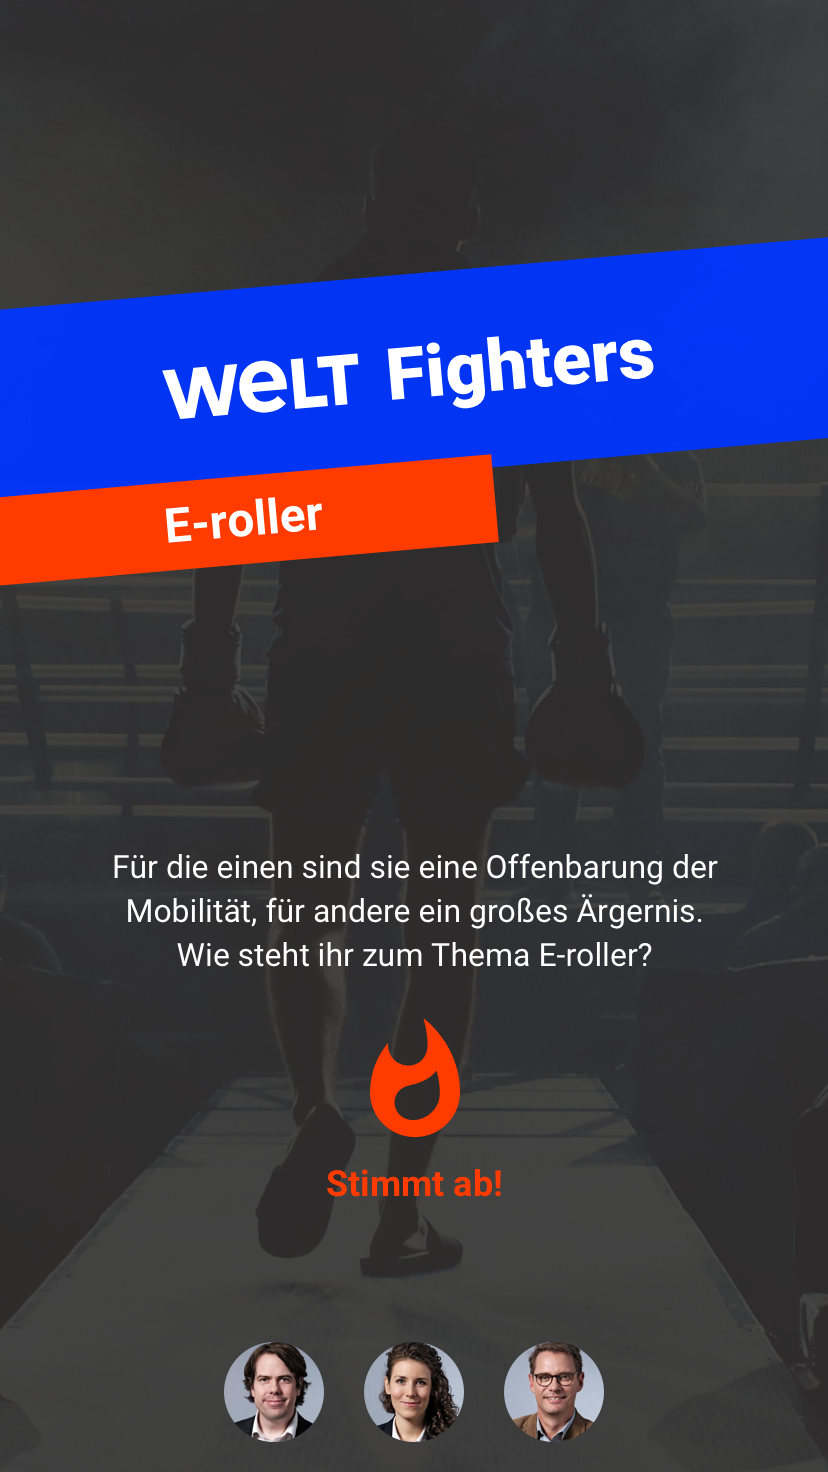 WELT Fighters
E-roller
Für die einen sind sie eine Offenbarung der
Mobilität, für andere ein großes Ärgernis.
Wie steht ihr zum Thema E-roller?
Stimmt ab!